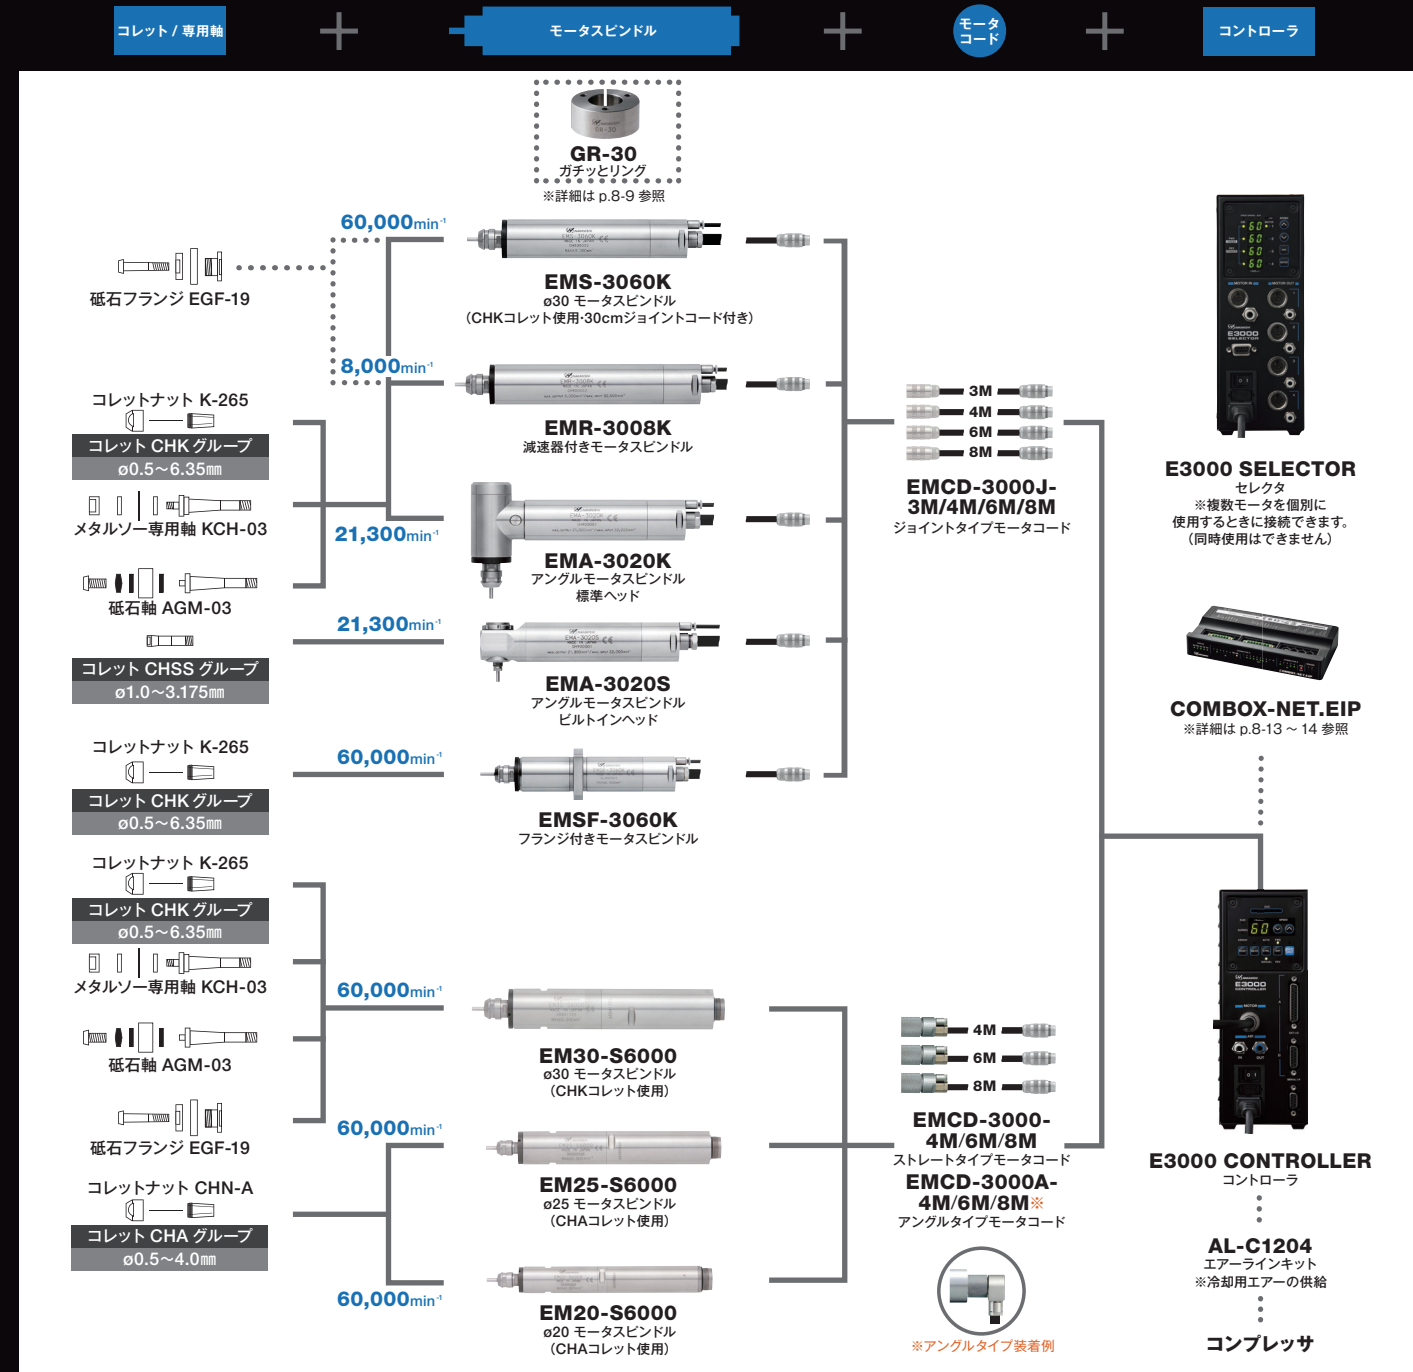 コレット / 専用軸
モータスピンドル
モータ
コード
コントローラ
GR-30
ガチッとリング
※詳細は p.8-9 参照
60,000min-1
砥石フランジ EGF-19
EMS-3060K
ø30 モータスピンドル
（CHKコレット使用·30cmジョイントコード付き）
8,000min-1
コレットナット K-265
コレット CHK グループ
ø0.5〜6.35㎜
EMR-3008K
減速器付きモータスピンドル
メタルソー専用軸 KCH-03
21,300min-1
EMA-3020K
アングルモータスピンドル
標準ヘッド
砥石軸 AGM-03
21,300min-1
コレット CHSS グループ
ø1.0〜3.175㎜
EMA-3020S
アングルモータスピンドル
ビルトインヘッド
コレットナット K-265
60,000min-1
コレット CHK グループ
ø0.5〜6.35㎜
EMSF-3060K
フランジ付きモータスピンドル
3M
4M
6M
8M
EMCD-3000J-
3M/4M/6M/8M
ジョイントタイプモータコード
E3000
SELECTOR
E3000 SELECTOR
セレクタ
※複数モータを個別に
使用するときに接続できます。
（同時使用はできません）
COMBOX-NET.EIP
※詳細は p.8-13 〜 14 参照
コレットナット K-265
コレット CHK グループ
ø0.5〜6.35㎜
メタルソー専用軸 KCH-03
60,000min-1
砥石軸 AGM-03
EM30-S6000
ø30 モータスピンドル
（CHKコレット使用）
砥石フランジ EGF-19
60,000min-1
EM25-S6000
ø25 モータスピンドル
（CHAコレット使用）
コレットナット CHN-A
コレット CHA グループ
ø0.5〜4.0㎜
60,000min-1
EM20-S6000
ø20 モータスピンドル
（CHAコレット使用）
4M
6M
8M
EMCD-3000-
4M/6M/8M
ストレートタイプモータコード
EMCD-3000A-
4M/6M/8M※
アングルタイプモータコード
※アングルタイプ装着例
60
E3000
CONTROLLER
E3000 CONTROLLER
コントローラ
AL-C1204
エアーラインキット
※冷却用エアーの供給
コンプレッサ